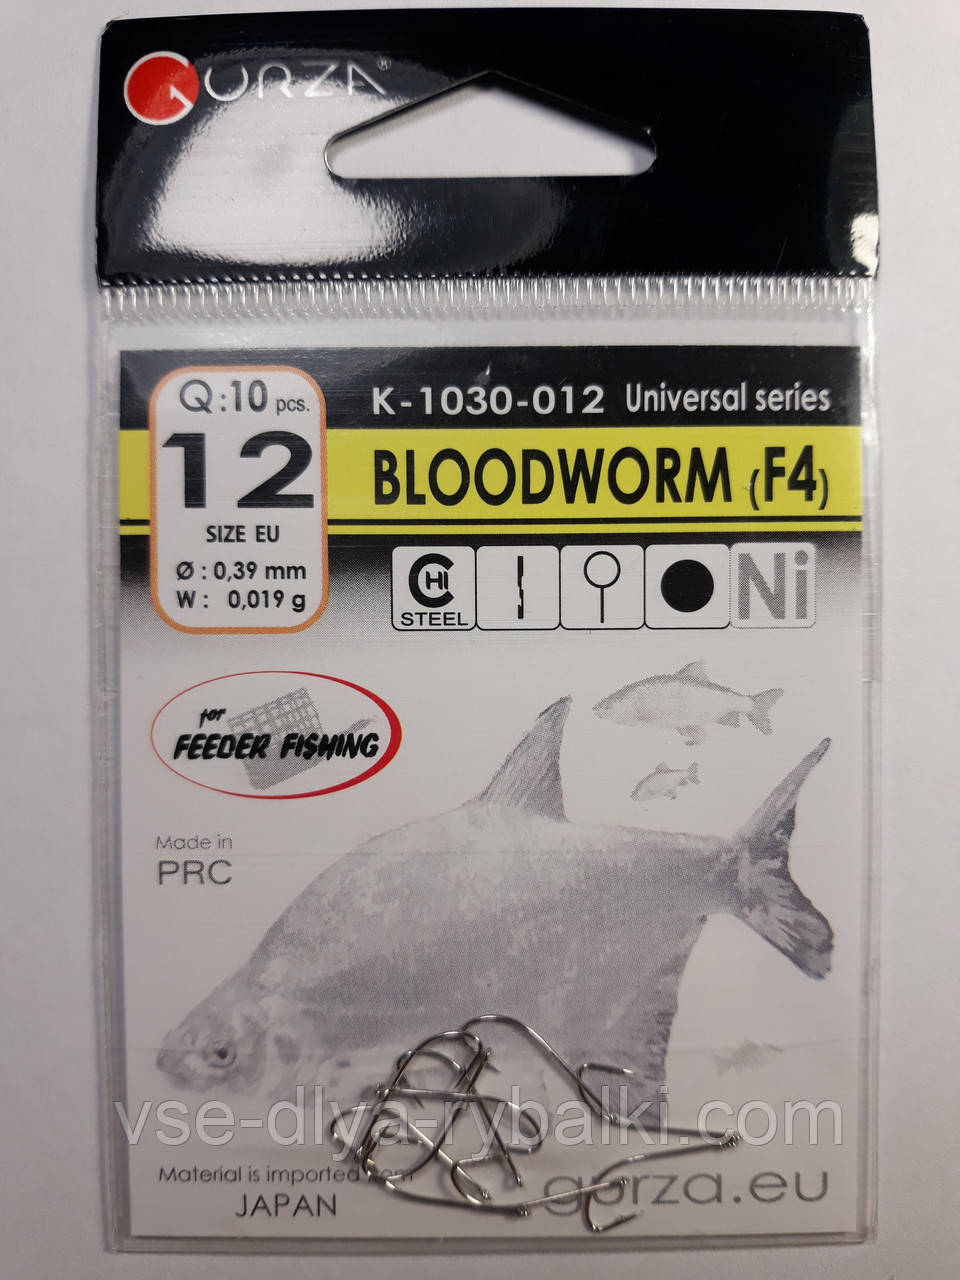 GURZA®
Q:10 pcs.
12
SIZE EU
Ø : 0,39 mm
W : 0,019 g
K-1030-012 Universal series
BLOODWORM (F4)
CHI
STEEL
Ni
for
FEEDER FISHING
Made in
PRC
vse-dlya-rybalki.com
Material is imported from
JAPAN
gurza.eu